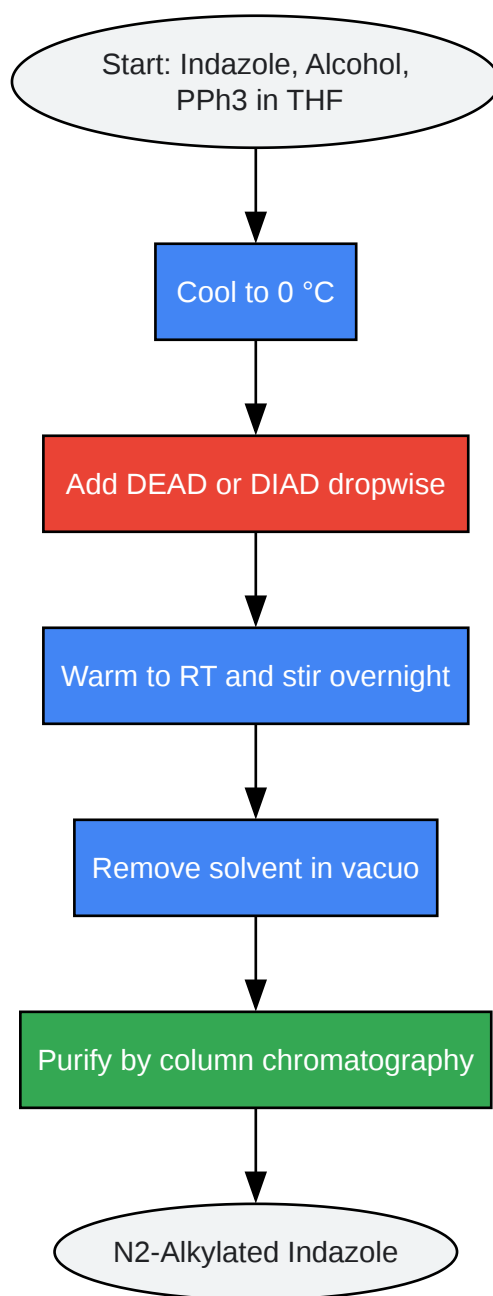 Start: Indazole, Alcohol,
PPh3 in THF
Cool to 0 °C
Add DEAD or DIAD dropwise
Warm to RT and stir overnight
Remove solvent in vacuo
Purify by column chromatography
N2-Alkylated Indazole